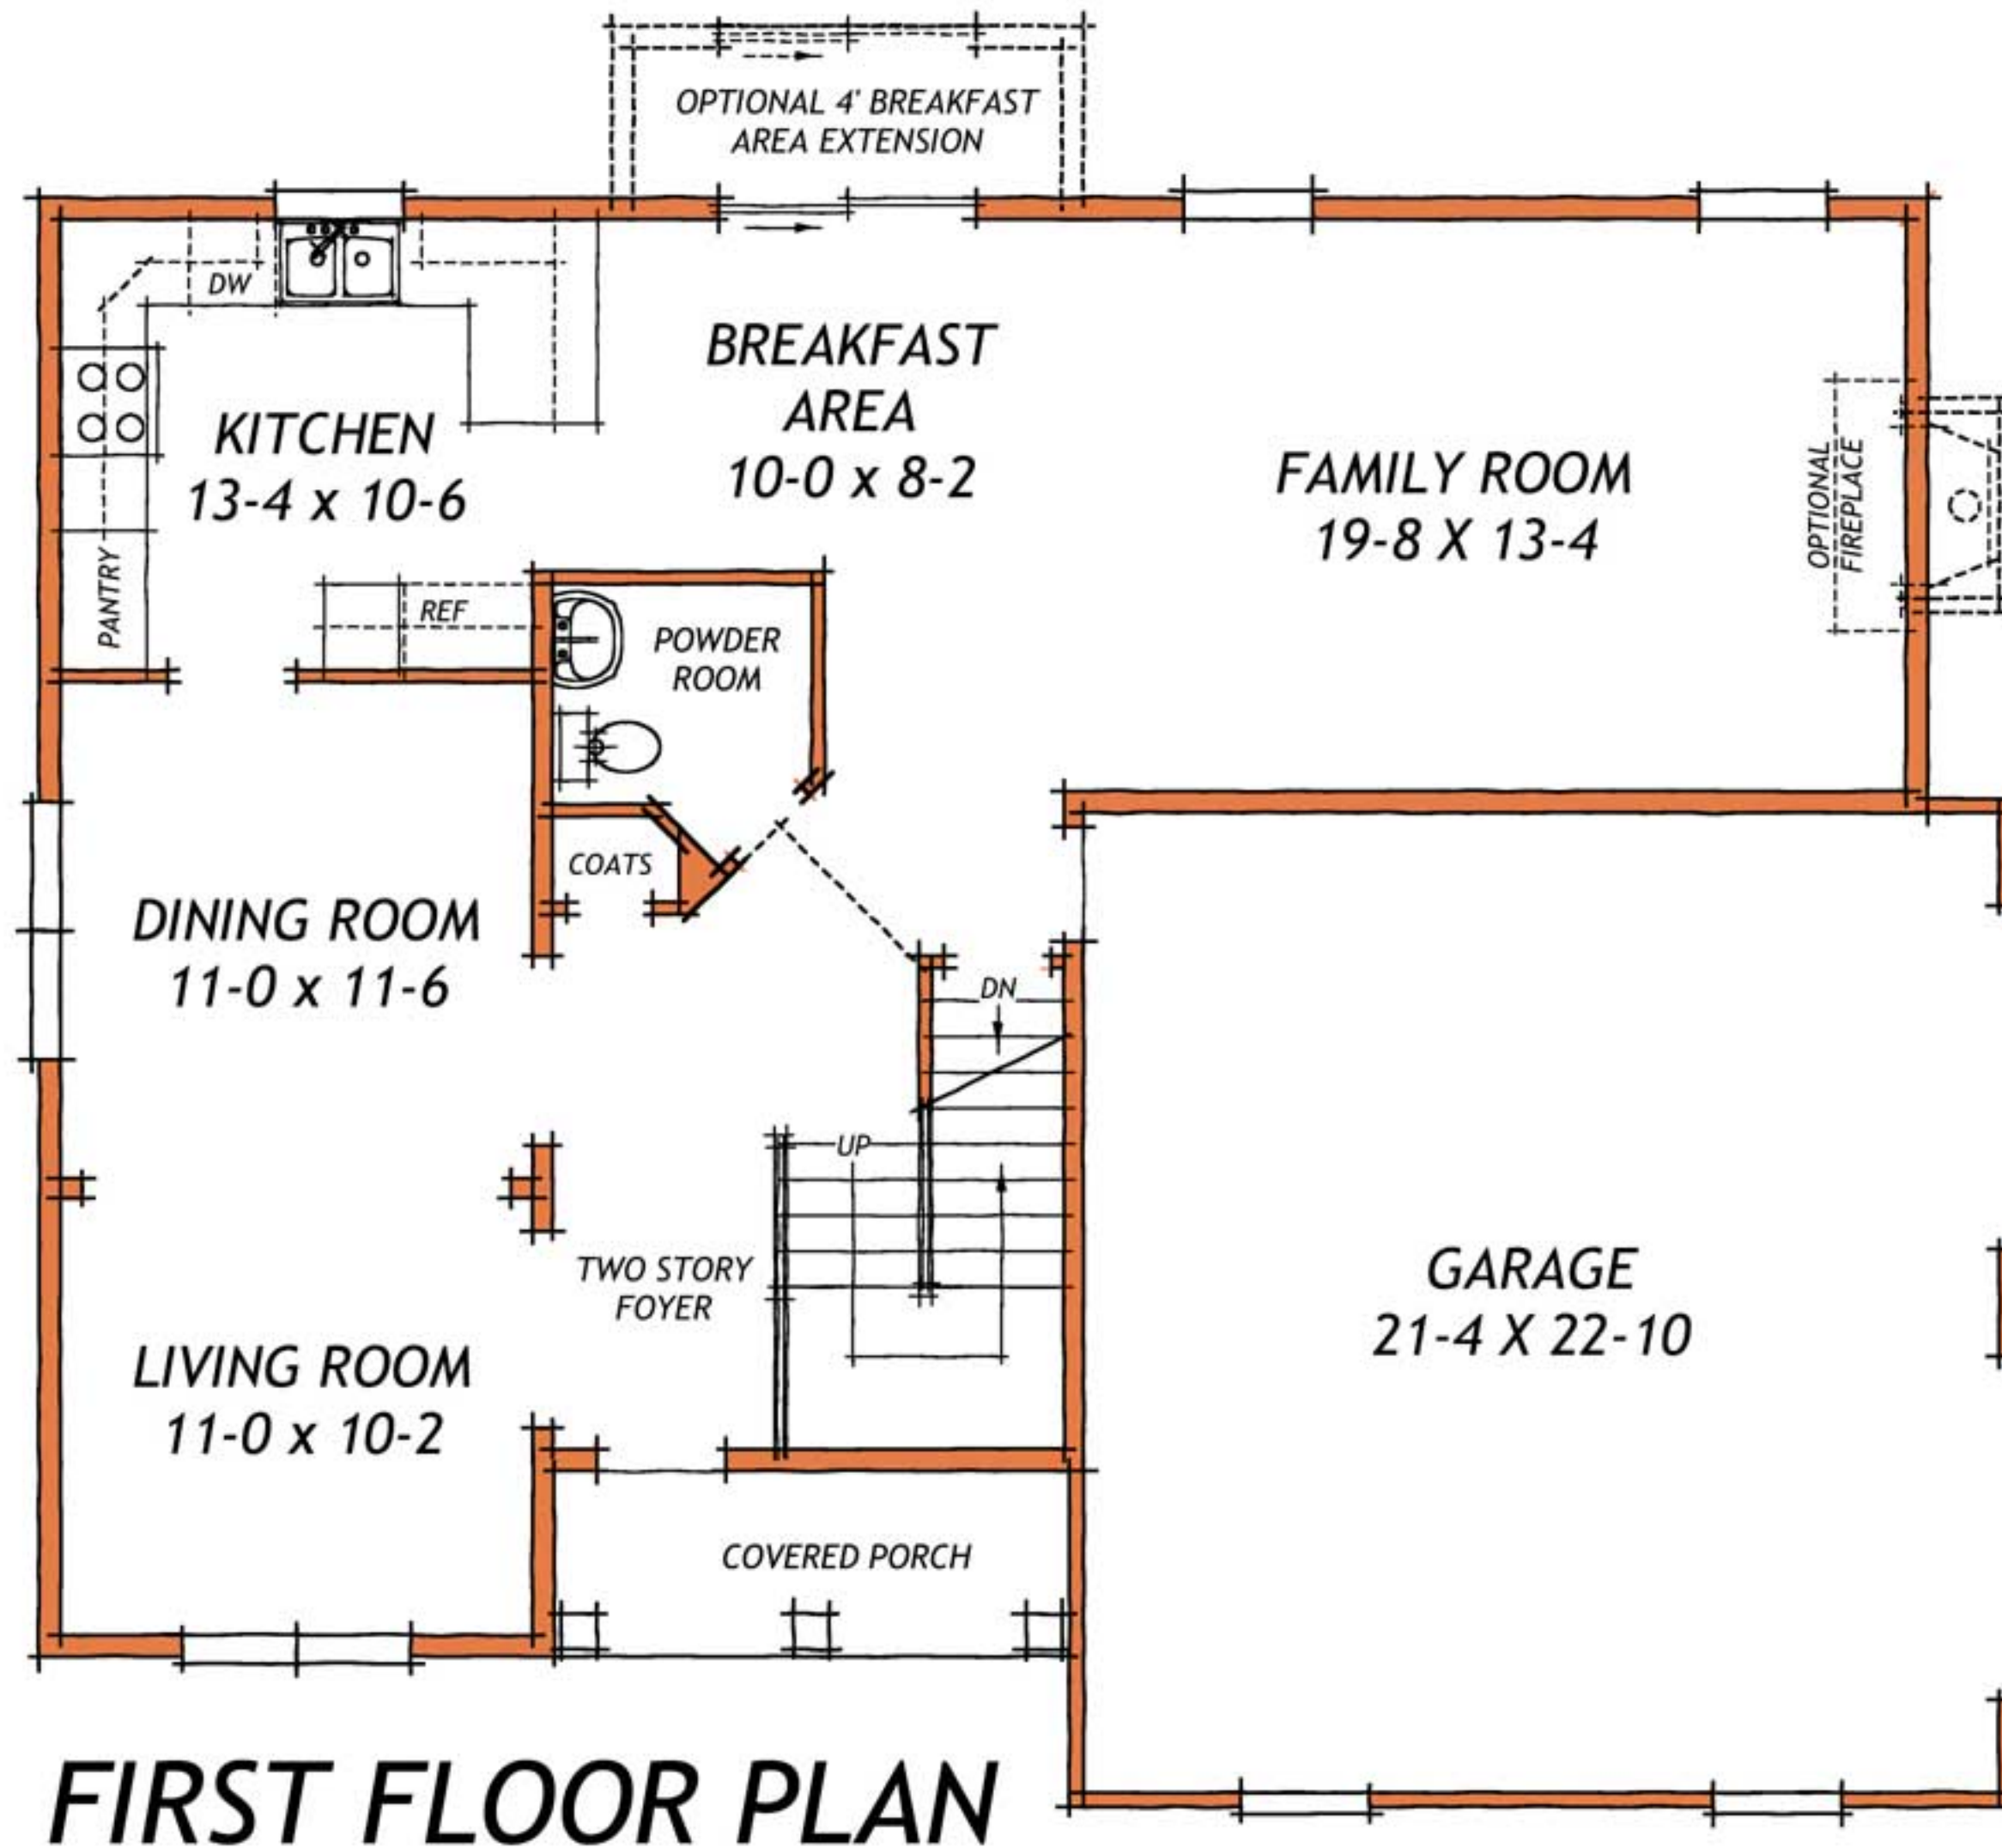 OPTIONAL 4' BREAKFAST
AREA EXTENSION
DW
BREAKFAST
AREA
10-0 x 8-2
KITCHEN
13-4 x 10-6
FAMILY ROOM
19-8 X 13-4
OPTIONAL
FIREPLACE
PANTRY
REF
POWDER
ROOM
COATS
DINING ROOM
11-0 x 11-6
DN
UP
TWO STORY
FOYER
GARAGE
21-4 X 22-10
LIVING ROOM
11-0 x 10-2
COVERED PORCH
FIRST FLOOR PLAN